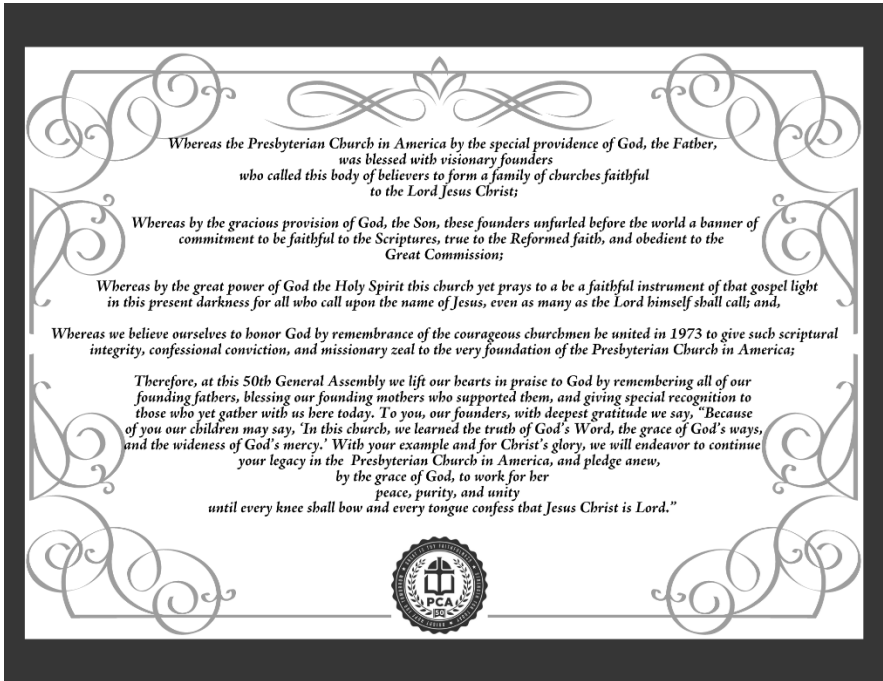 Whereas the Presbyterian Church in America by the special providence of God, the Father,
was blessed with visionary founders
who called this body of believers to form a family of churches faithful
to the Lord Jesus Christ;
Whereas by the gracious provision of God, the Son, these founders unfurled before the world a banner of
commitment to be faithful to the Scriptures, true to the Reformed faith, and obedient to the
Great Commission;
Whereas by the great power of God the Holy Spirit this church yet prays to a be a faithful instrument of that gospel light
in this present darkness for all who call upon the name of Jesus, even as many as the Lord himself shall call; and,
Whereas we believe ourselves to honor God by remembrance of the courageous churchmen he united in 1973 to give such scriptural
integrity, confessional conviction, and missionary zeal to the very foundation of the Presbyterian Church in America;
Therefore, at this 50th General Assembly we lift our hearts in praise to God by remembering all of our
founding fathers, blessing our founding mothers who supported them, and giving special recognition to
those who yet gather with us here today. To you, our founders, with deepest gratitude we say, “Because
of you our children may say, ‘In this church, we learned the truth of God’s Word, the grace of God’s ways,
and the wideness of God’s mercy.’ With your example and for Christ’s glory, we will endeavor to continue
your legacy in the Presbyterian Church in America, and pledge anew,
by the grace of God, to work for her
peace, purity, and unity
until every knee shall bow and every tongue confess that Jesus Christ is Lord.”
PCA
50